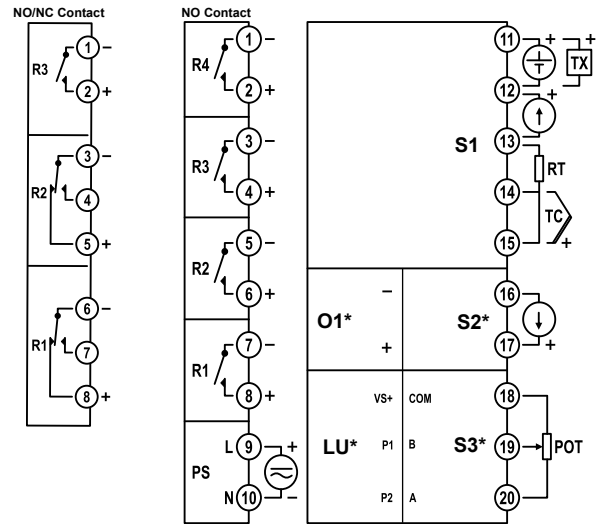 NO/NC Contact
R3
1 −
2 +
R2
3 −
4
5 +
R1
6 −
7
8 +
NO Contact
R4
1 −
2 +
R3
3 −
4 +
R2
5 −
6 +
R1
7 −
8 +
PS
L 9 +
N 10 −
S1
11 + +
TX
12 +
13
RT
14 −
TC
15 +
O1*
−
+
S2*
16 −
17 +
LU*
VS+ COM
P1 B
P2 A
S3*
18
19 POT
20